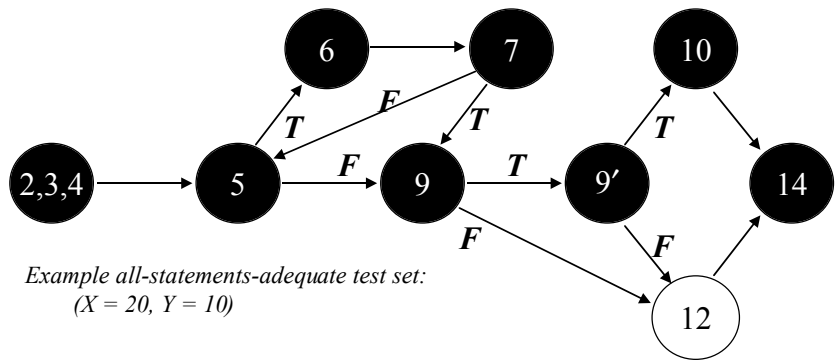 6
7
10
F
T
T
T
2,3,4
5
F
9
T
9′
14
F
F
Example all-statements-adequate test set:
(X = 20, Y = 10)
12